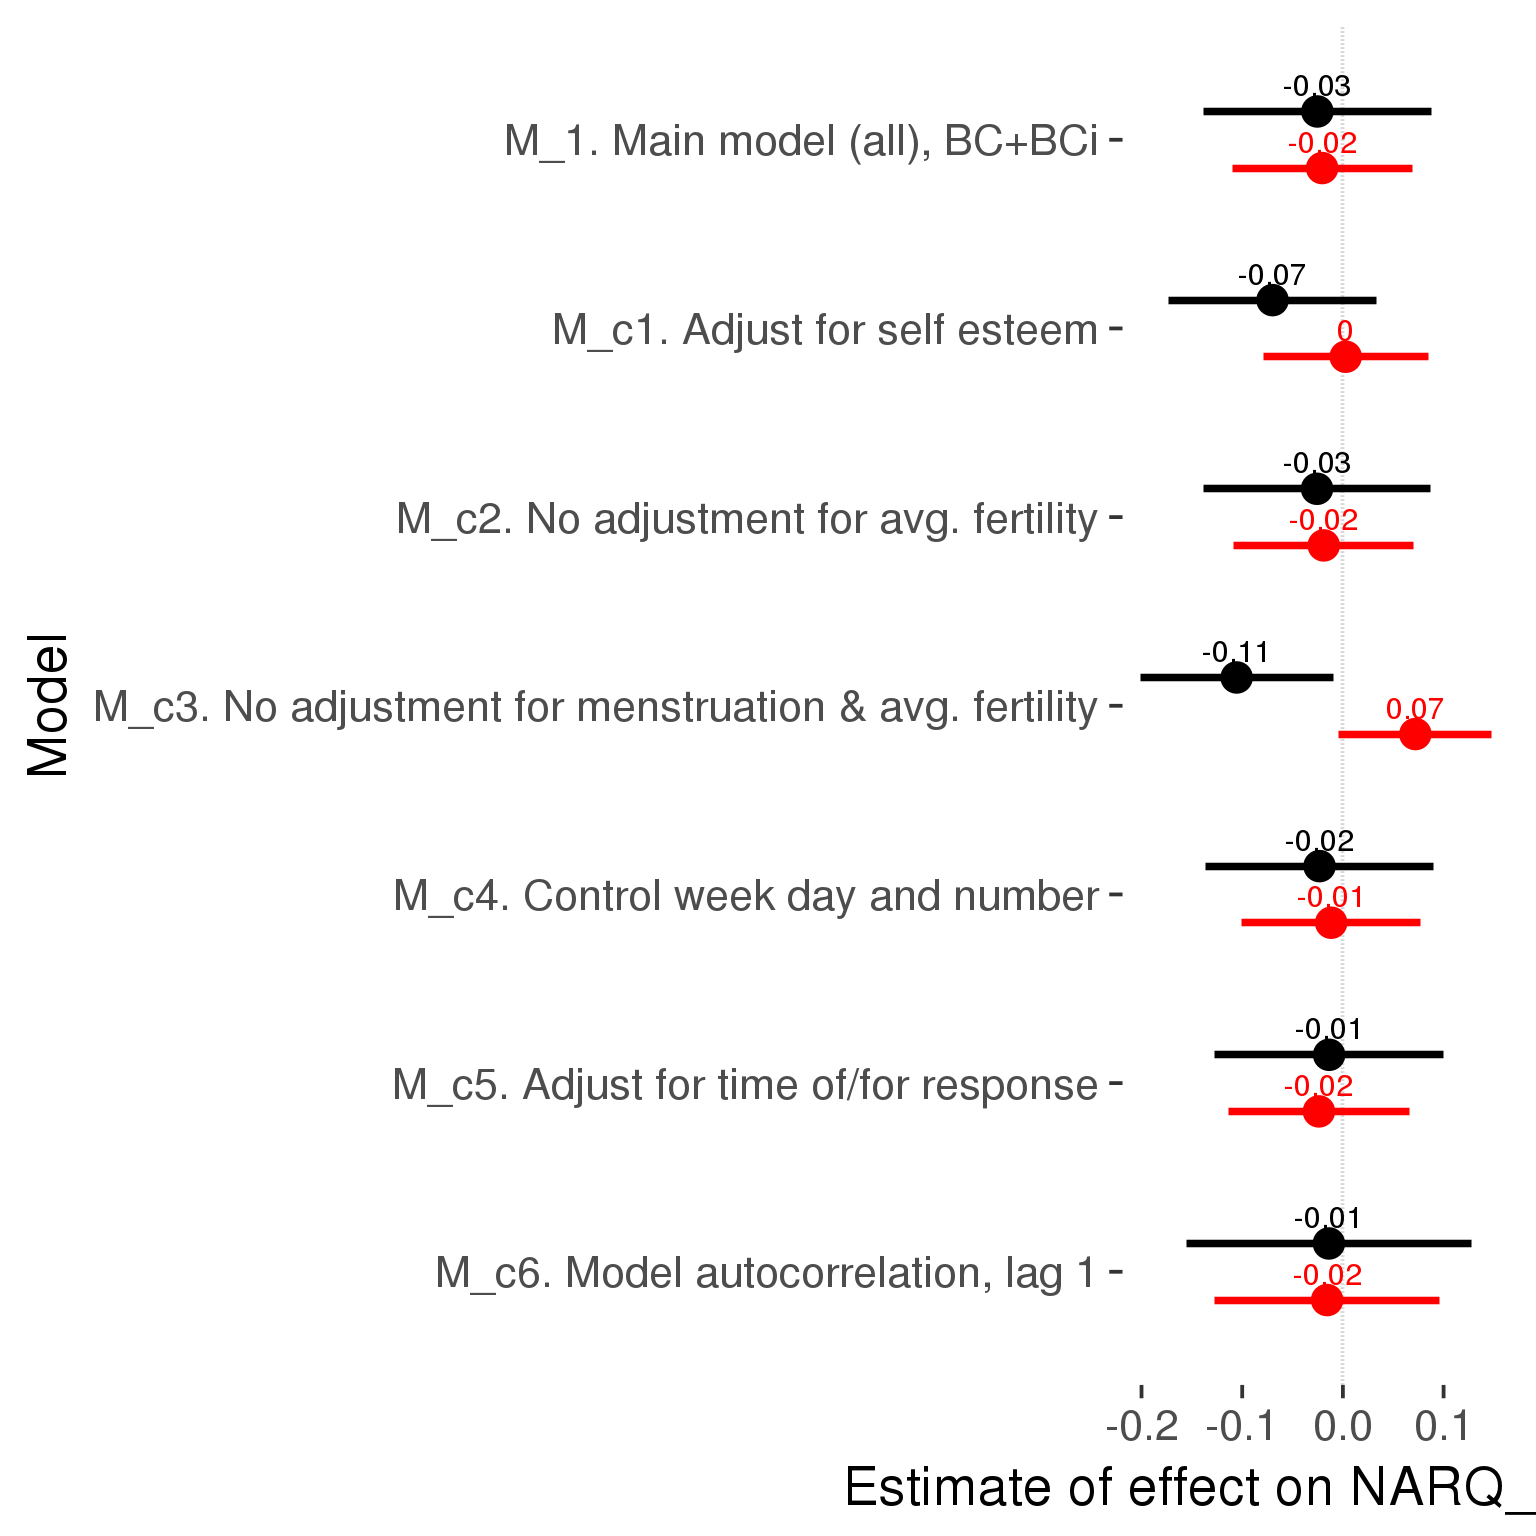 -0.03
M_1. Main model (all), BC+BCi
-0.02
-0.07
M_c1. Adjust for self esteem
0
-0.03
M_c2. No adjustment for avg. fertility
-0.02
-0.11
M_c3. No adjustment for menstruation & avg. fertility
0.07
Model
-0.02
M_c4. Control week day and number
-0.01
-0.01
M_c5. Adjust for time of/for response
-0.02
-0.01
M_c6. Model autocorrelation, lag 1
-0.02
-0.2 -0.1 0.0 0.1
Estimate of effect on NARQ_